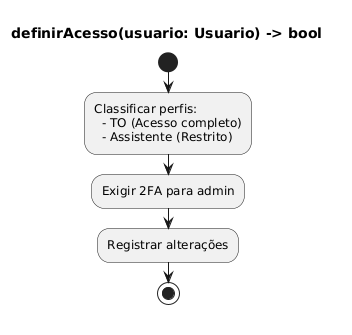 definirAcesso(usuario: Usuario) -> bool
Classificar perfis:
- TO (Acesso completo)
- Assistente (Restrito)
Exigir 2FA para admin
Registrar alterações